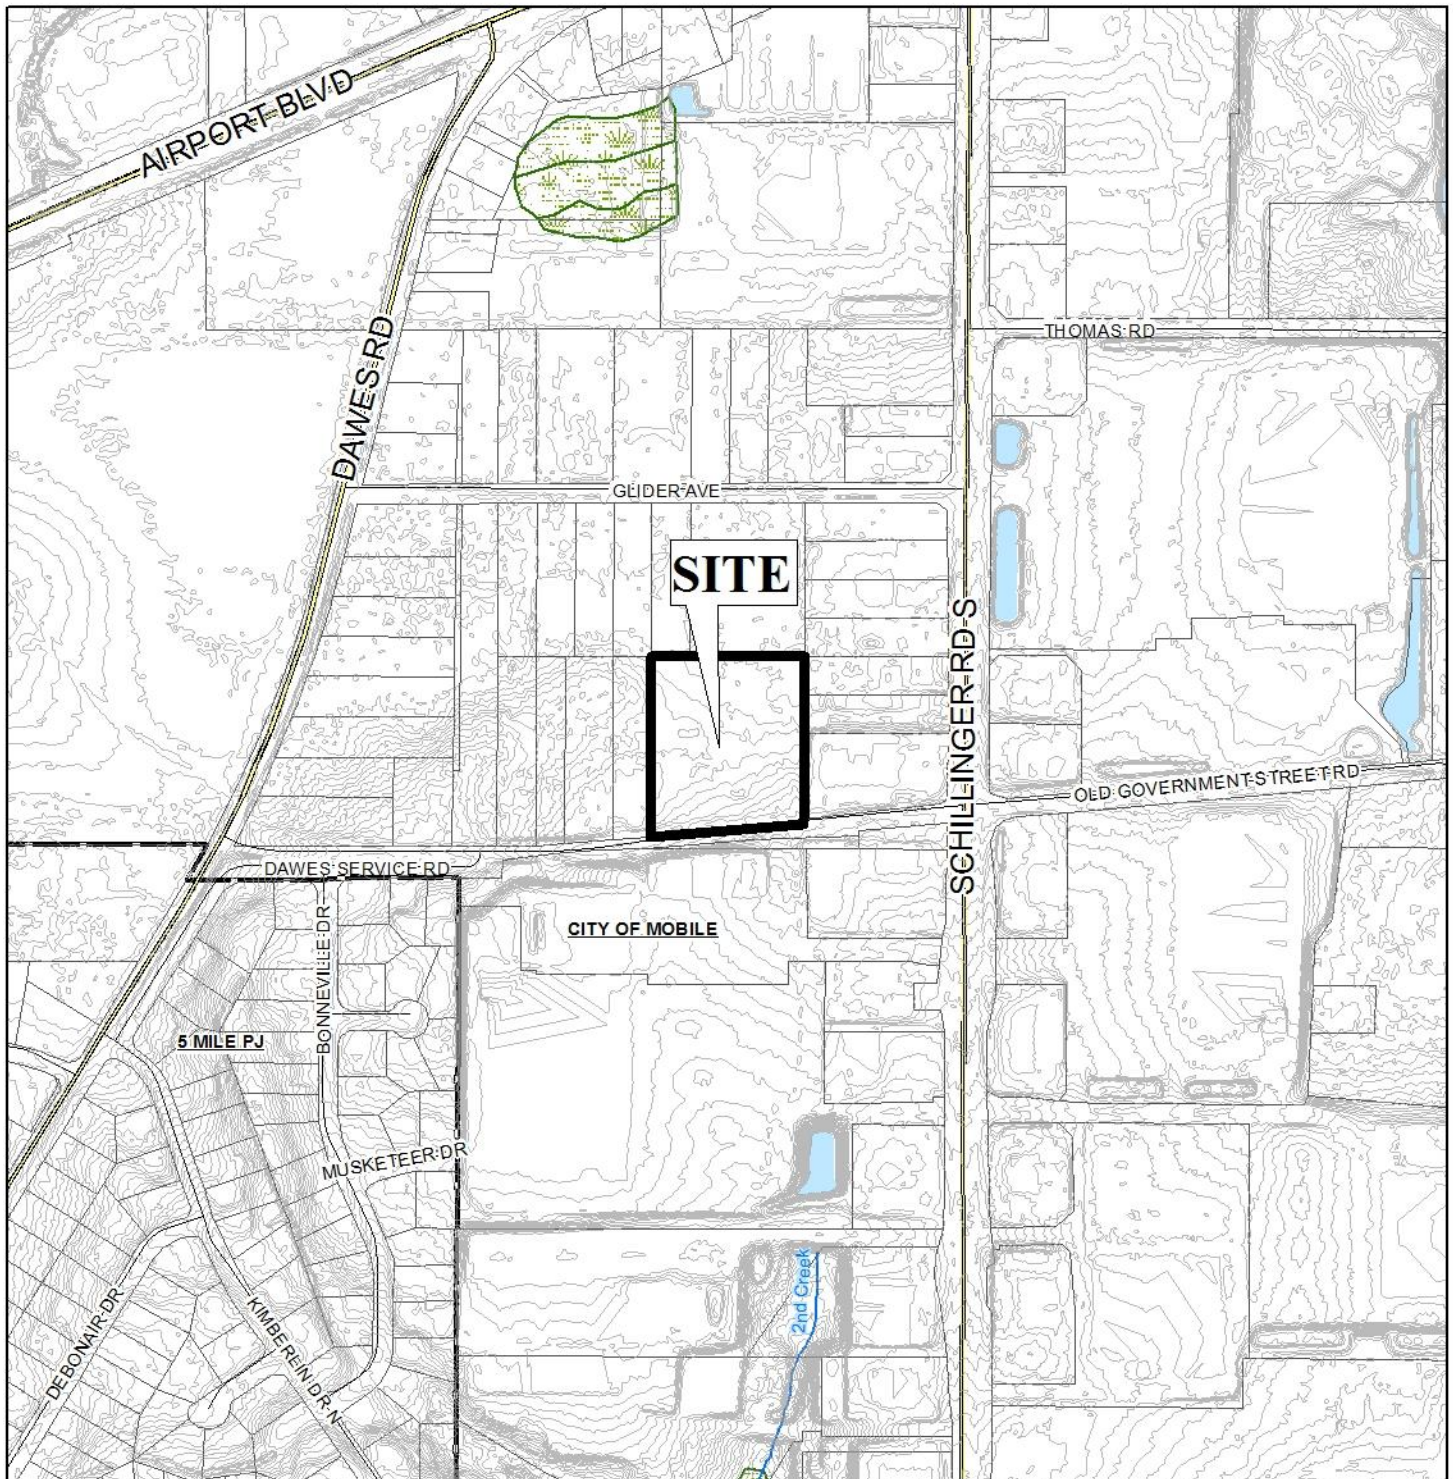 AIRPORT BLVD
DAWES RD
THOMAS RD
GLIDER AVE
SITE
SCHILLINGER RD S
OLD GOVERNMENT STREET RD
DAWES SERVICE RD
BONNEVILLE DR
CITY OF MOBILE
5 MILE PJ
MUSKETEER DR
2nd Creek
DEBONAIR DR
KIMBERLIN DR N